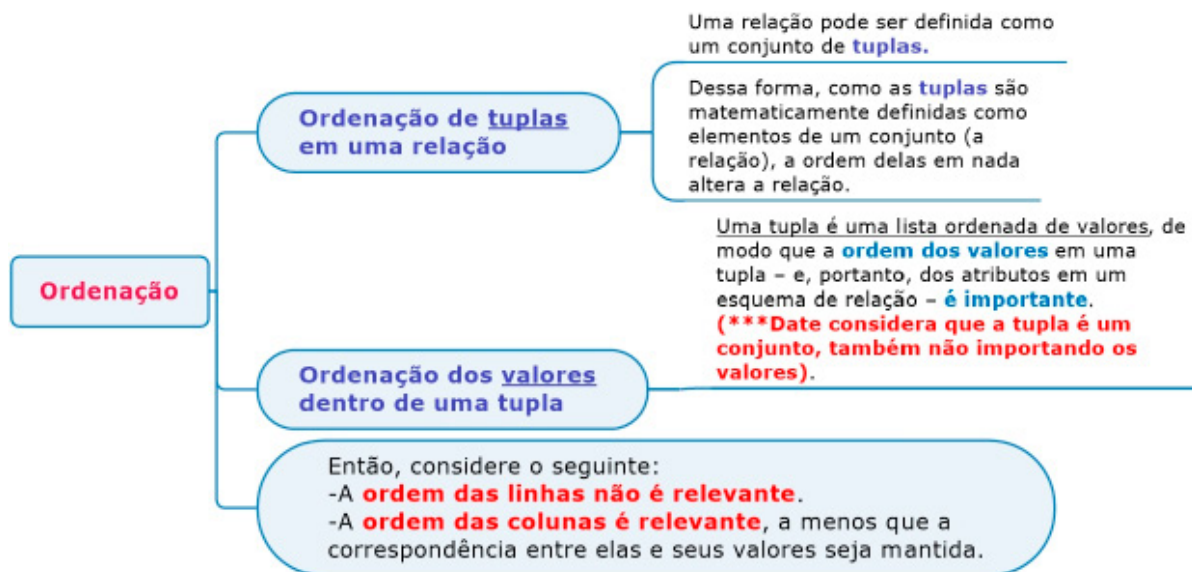 Uma relação pode ser definida como
um conjunto de tuplas.
Ordenação de tuplas
em uma relação
Dessa forma, como as tuplas são
matematicamente definidas como
elementos de um conjunto (a
relação), a ordem delas em nada
altera a relação.
Ordenação
Uma tupla é uma lista ordenada de valores, de
modo que a ordem dos valores em uma
tupla – e, portanto, dos atributos em um
esquema de relação – é importante.
(***Date considera que a tupla é um
conjunto, também não importando os
valores).
Ordenação dos valores
dentro de uma tupla
Então, considere o seguinte:
-A ordem das linhas não é relevante.
-A ordem das colunas é relevante, a menos que a
correspondência entre elas e seus valores seja mantida.